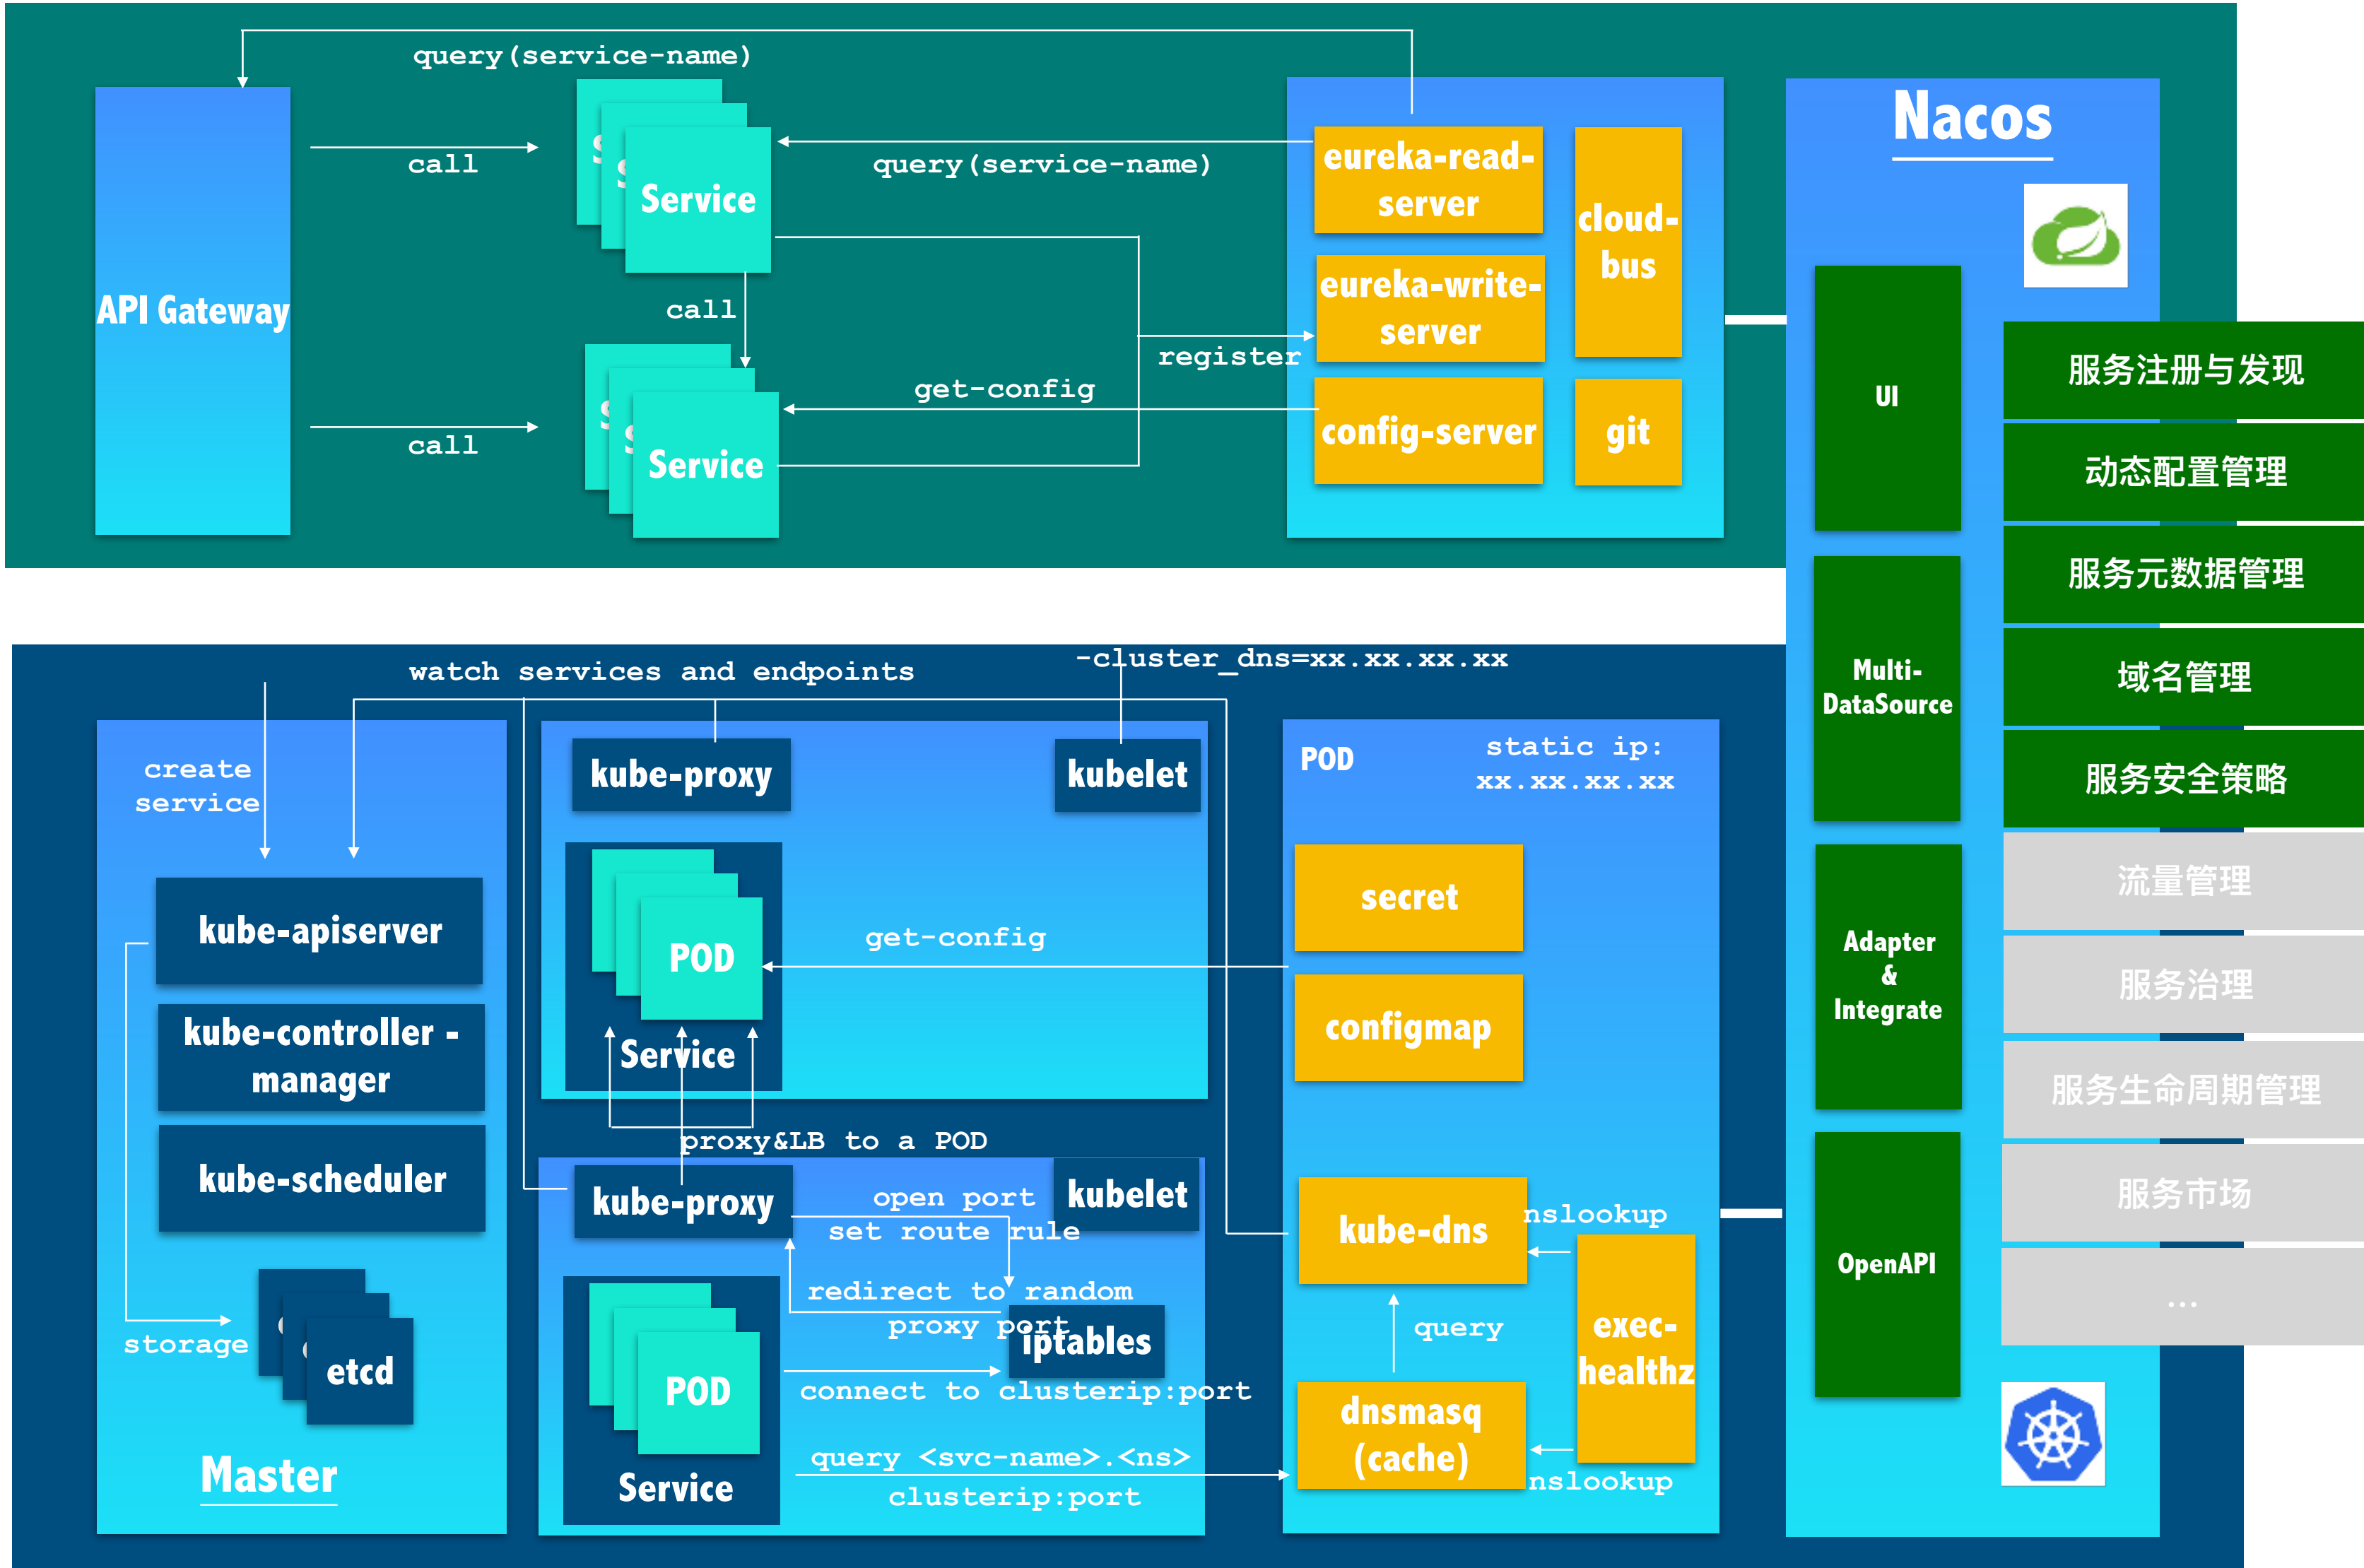 query(service-name)
API Gateway
call
call
Service
call
Service
query(service-name)
register
get-config
eureka-read-
server
eureka-write-
server
config-server
cloud-
bus
git
Nacos
UI
Multi-
DataSource
Adapter
&
Integrate
OpenAPI
服务注册与发现
动态配置管理
服务元数据管理
域名管理
服务安全策略
流量管理
服务治理
服务生命周期管理
服务市场
...
watch services and endpoints
-cluster_dns=xx.xx.xx.xx
create
service
kube-apiserver
kube-controller -
manager
kube-scheduler
storage
etcd
Master
kube-proxy
kubelet
POD
Service
get-config
proxy&LB to a POD
kube-proxy
kubelet
open port
set route rule
redirect to random
proxy port
iptables
connect to clusterip:port
POD
Service
query <svc-name>.<ns>
clusterip:port
POD
static ip:
xx.xx.xx.xx
secret
configmap
kube-dns
nslookup
query
exec-
healthz
dnsmasq
(cache)
nslookup